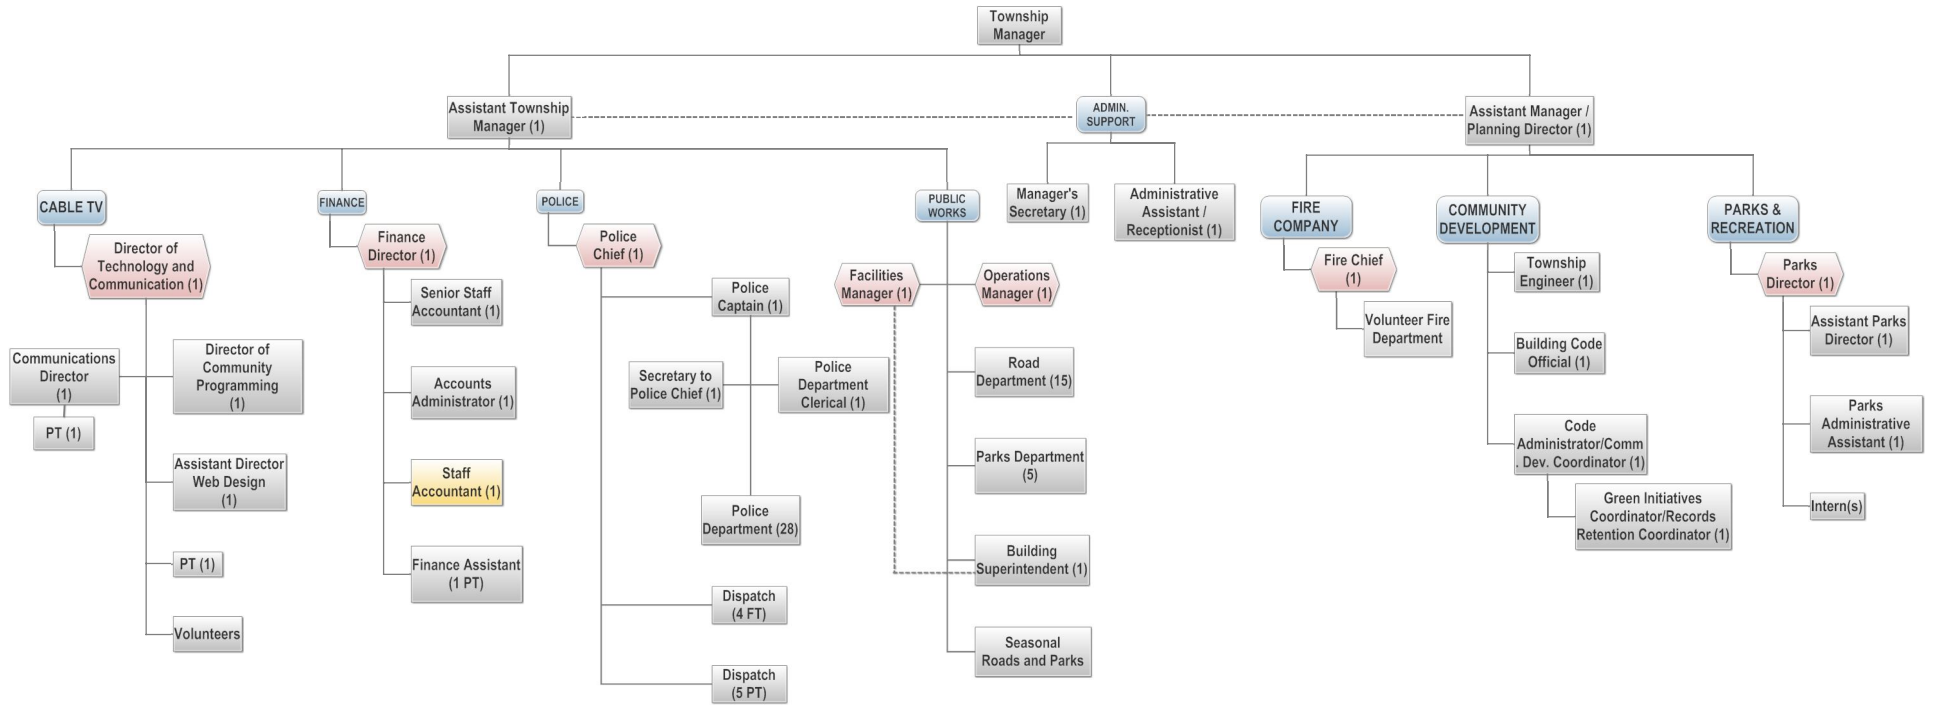 Township
Manager
Assistant Township
Manager (1)
ADMIN.
SUPPORT
Assistant Manager /
Planning Director (1)
CABLE TV
Director of
Technology and
Communication (1)
Communications
Director
(1)
PT (1)
Director of
Community
Programming
(1)
Assistant Director
Web Design
(1)
PT (1)
Volunteers
FINANCE
Finance
Director (1)
Senior Staff
Accountant (1)
Accounts
Administrator (1)
Staff
Accountant (1)
Finance Assistant
(1 PT)
POLICE
Police
Chief (1)
Police
Captain (1)
Secretary to
Police Chief (1)
Police
Department
Clerical (1)
Police
Department (28)
Dispatch
(4 FT)
Dispatch
(5 PT)
PUBLIC
WORKS
Facilities
Manager (1)
Operations
Manager (1)
Road
Department (15)
Parks Department
(5)
Building
Superintendent (1)
Seasonal
Roads and Parks
Manager's
Secretary (1)
Administrative
Assistant /
Receptionist (1)
FIRE
COMPANY
Fire Chief
(1)
Volunteer Fire
Department
COMMUNITY
DEVELOPMENT
Township
Engineer (1)
Building Code
Official (1)
Code
Administrator/Comm
. Dev. Coordinator (1)
Green Initiatives
Coordinator/Records
Retention Coordinator (1)
PARKS &
RECREATION
Parks
Director (1)
Assistant Parks
Director (1)
Parks
Administrative
Assistant (1)
Intern(s)